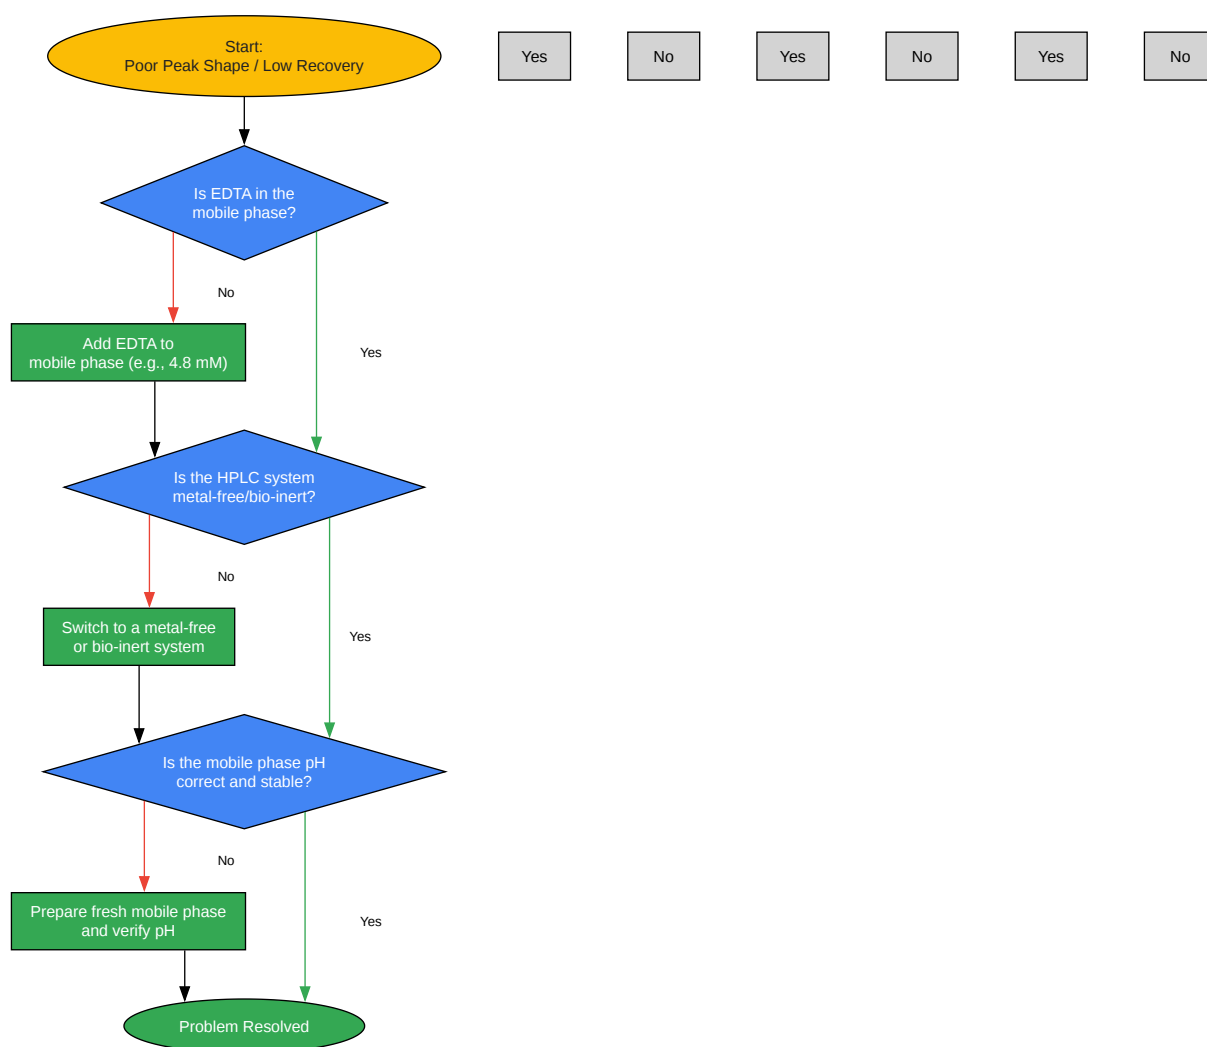 Start:
Poor Peak Shape / Low Recovery
Yes
No
Yes
No
Yes
No
Is EDTA in the
mobile phase?
No
Add EDTA to
mobile phase (e.g., 4.8 mM)
Yes
Is the HPLC system
metal-free/bio-inert?
No
Switch to a metal-free
or bio-inert system
Yes
Is the mobile phase pH
correct and stable?
No
Prepare fresh mobile phase
and verify pH
Yes
Problem Resolved